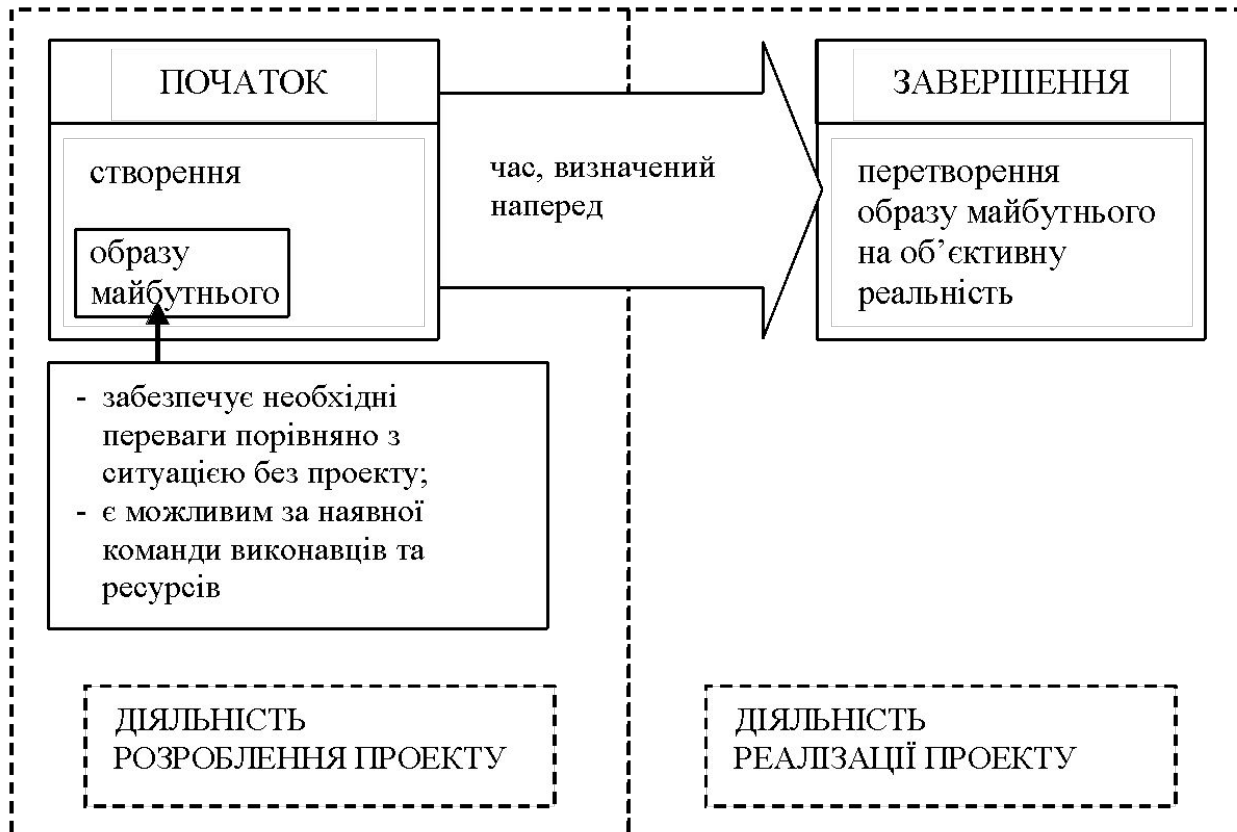 ПОЧАТОК
створення
образу
майбутнього
час, визначений
наперед
ЗАВЕРШЕННЯ
перетворення
образу майбутнього
на об’єктивну
реальність
- забезпечує необхідні
переваги порівняно з
ситуацією без проекту;
- є можливим за наявної
команди виконавців та
ресурсів
ДІЯЛЬНІСТЬ
РОЗРОБЛЕННЯ ПРОЕКТУ
ДІЯЛЬНІСТЬ
РЕАЛІЗАЦІЇ ПРОЕКТУ